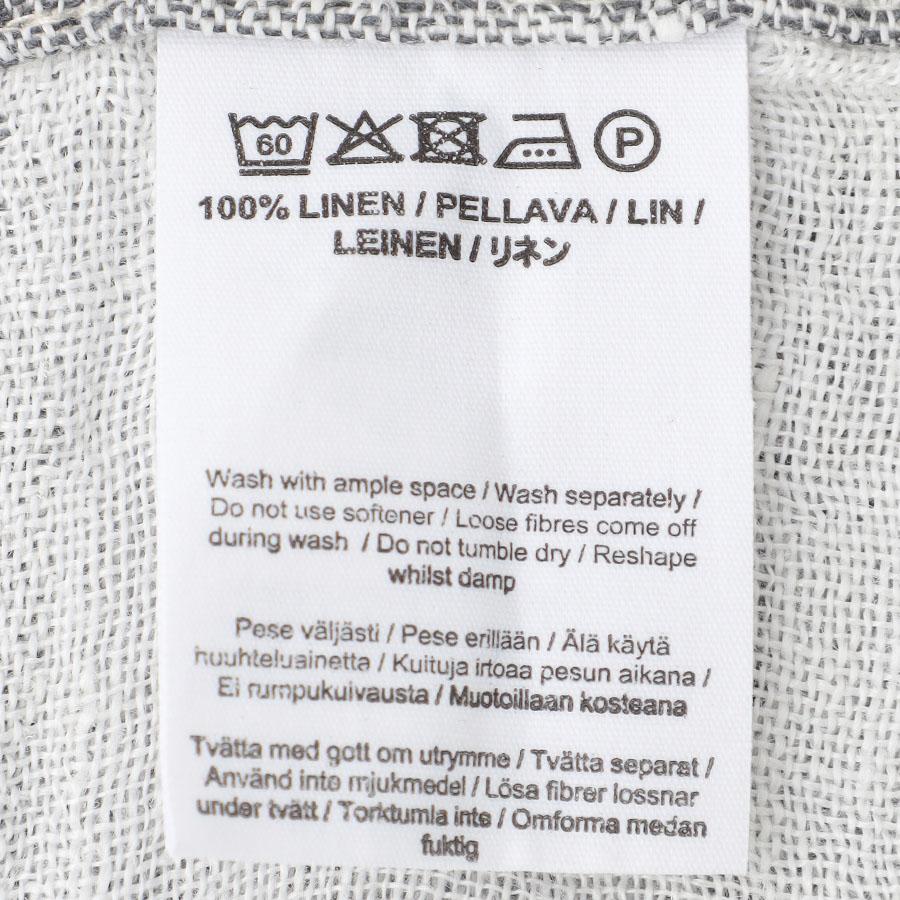 60
P
100% LINEN / PELLAVA / LIN /
LEINEN / リネン
Wash with ample space / Wash separately /
Do not use softener / Loose fibres come off
during wash / Do not tumble dry / Reshape
whilst damp
Pese väljästi / Pese erillään / Älä käytä
huuhteluainetta / Kuituja irtoaa pesun aikana /
Ei rumpukuivausta / Muotoillaan kosteana
Tvätta med gott om utrymme / Tvätta separat /
Använd inte mjukmedel / Lösa fibrer lossnar
under tvätt / Torktumla inte / Omforma medan
fuktig